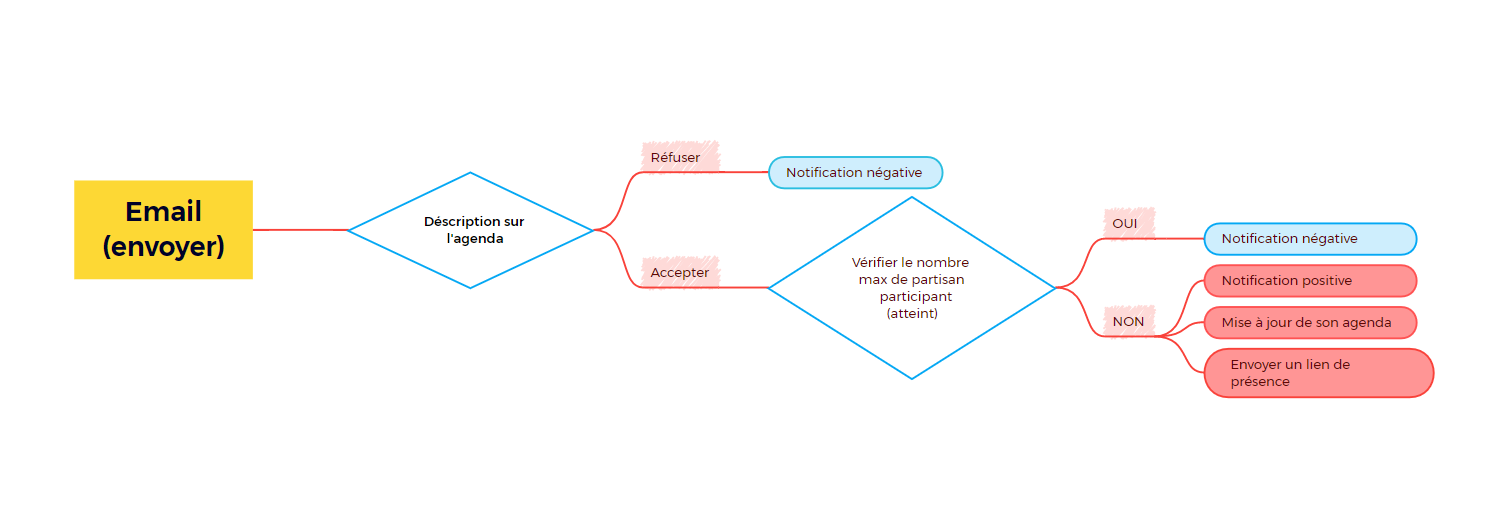 Email
(envoyer)
Déscription sur
l'agenda
Réfuser
Notification négative
Accepter
Vérifier le nombre
max de partisan
participant
(atteint)
OUI
Notification négative
NON
Notification positive
Mise à jour de son agenda
Envoyer un lien de
présence